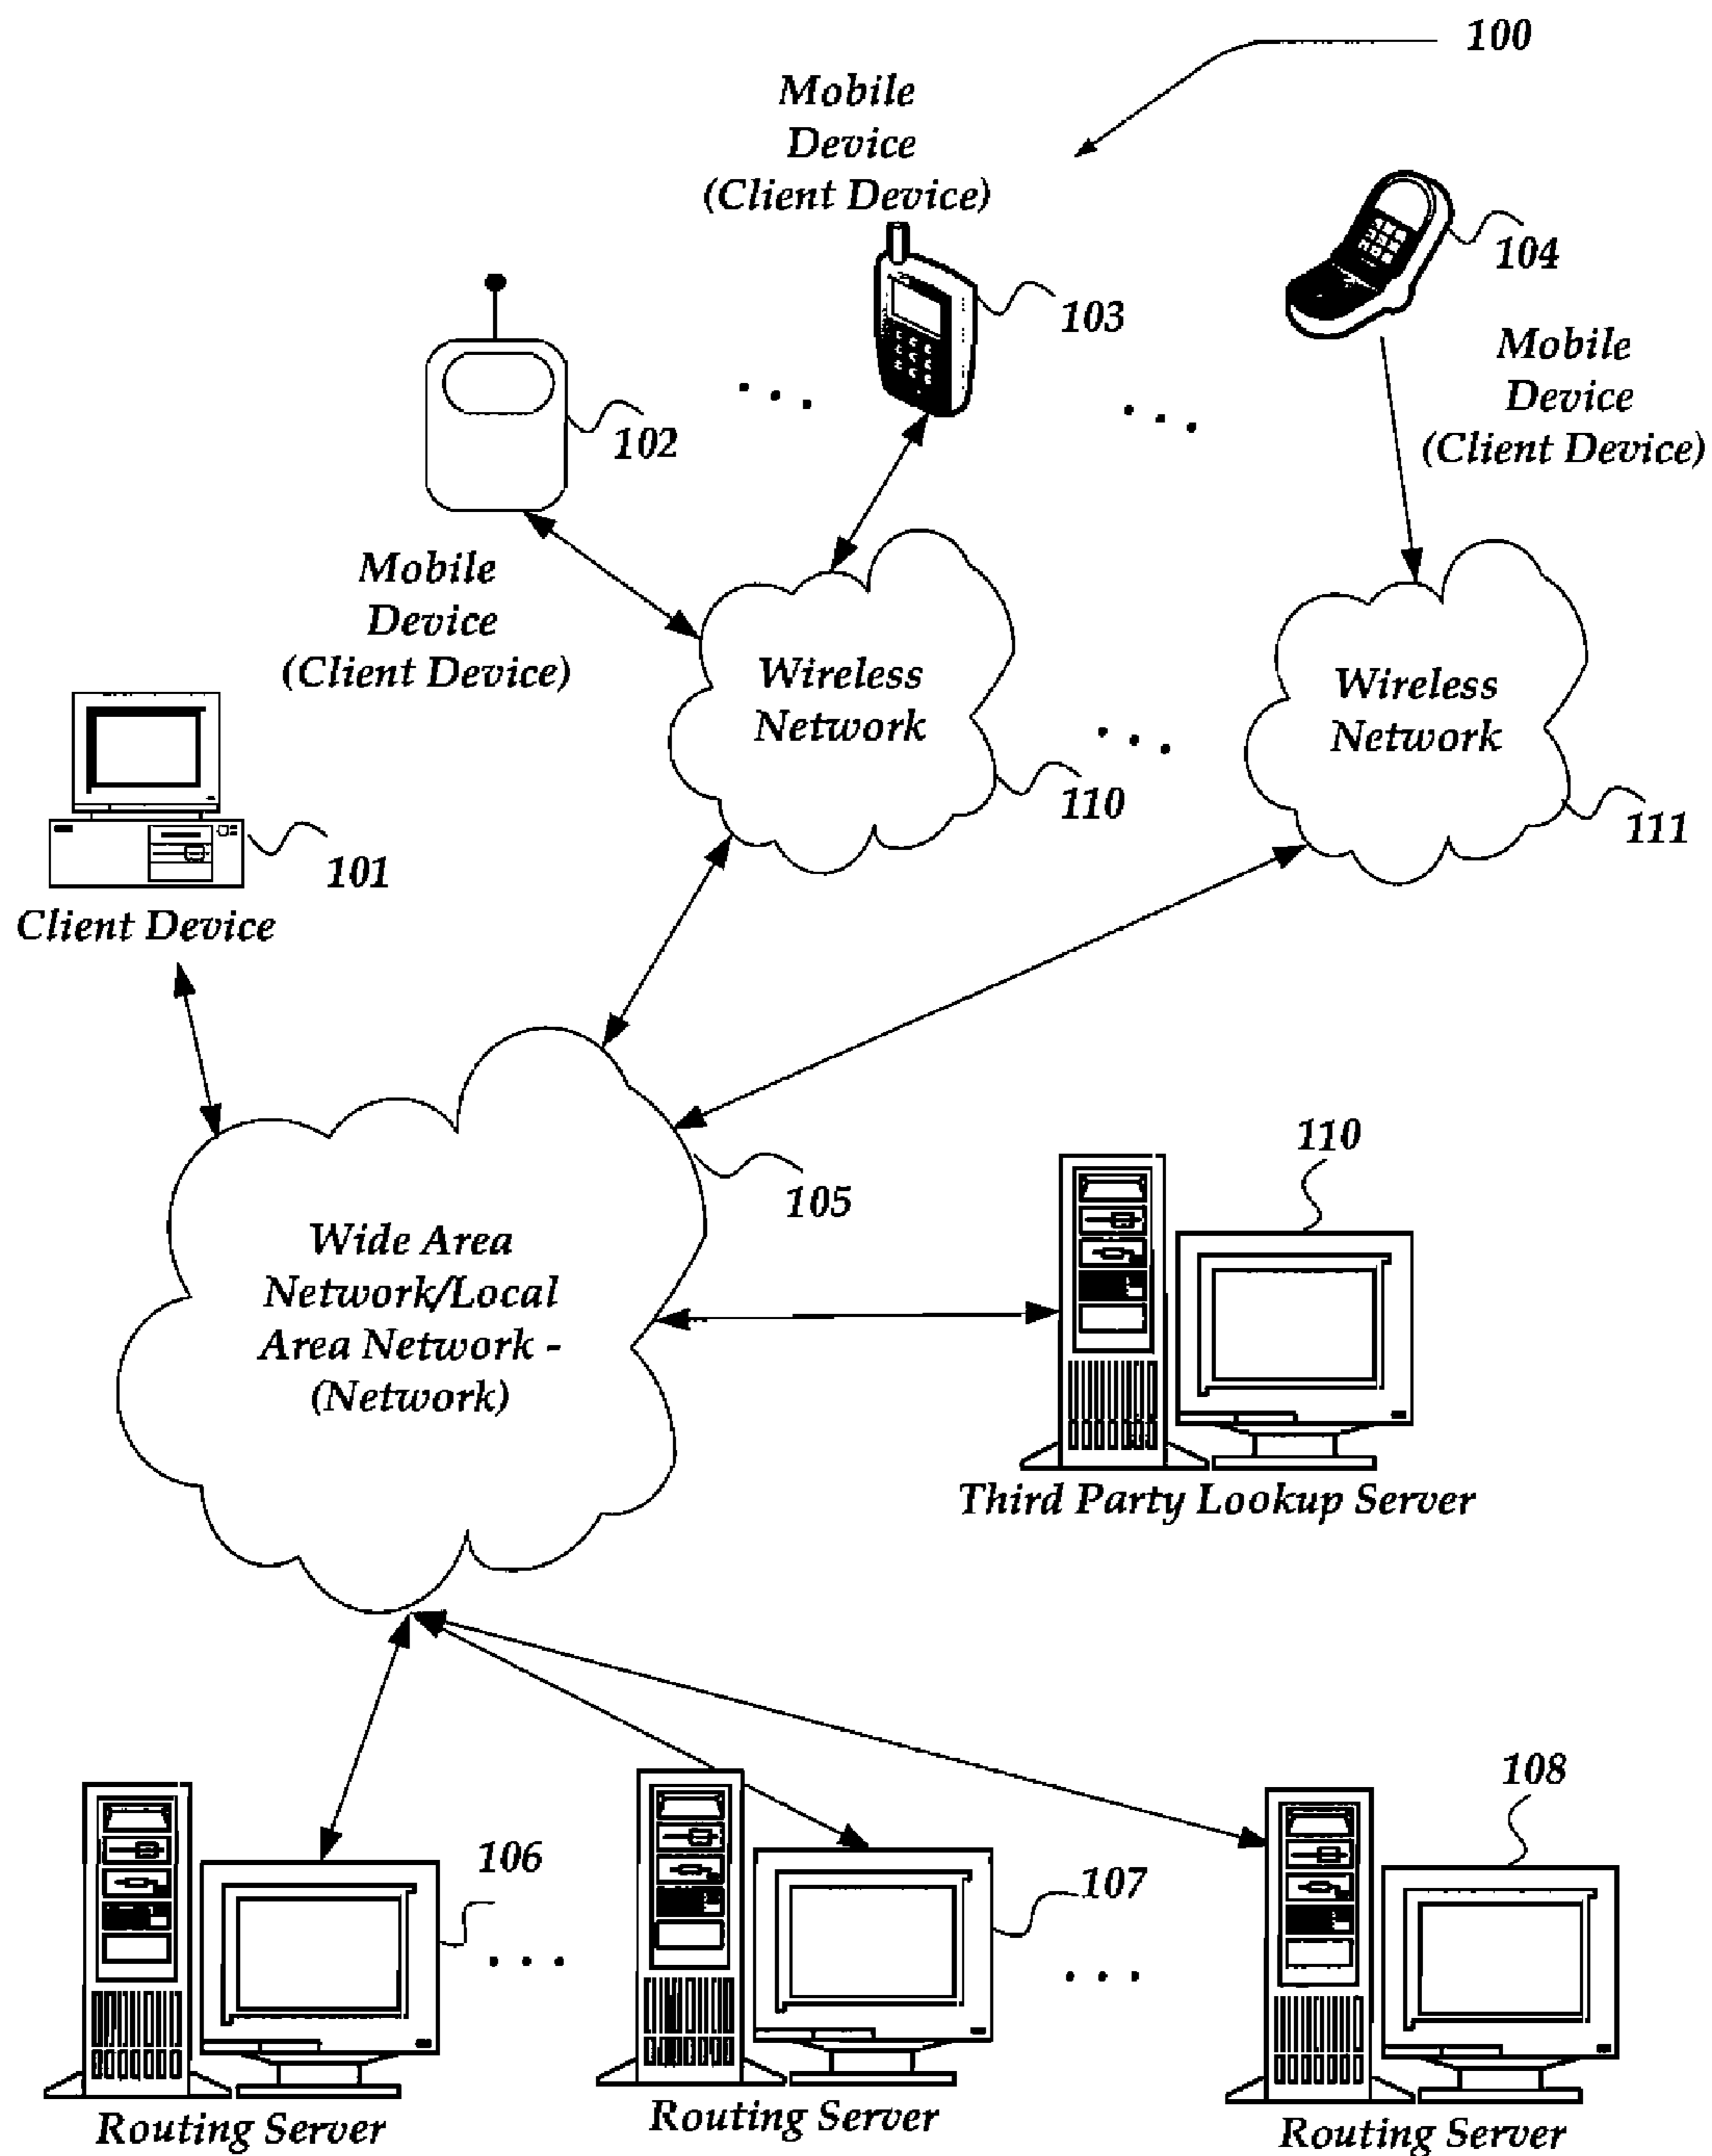 100
Mobile
Device
(Client Device)
104
103
Mobile
Device
(Client Device)
102
Mobile
Device
(Client Device)
Wireless
Network
Wireless
Network
110
111
101
Client Device
105
110
Wide Area
Network/Local
Area Network -
(Network)
Third Party Lookup Server
108
106
107
Routing Server
Routing Server
Routing Server